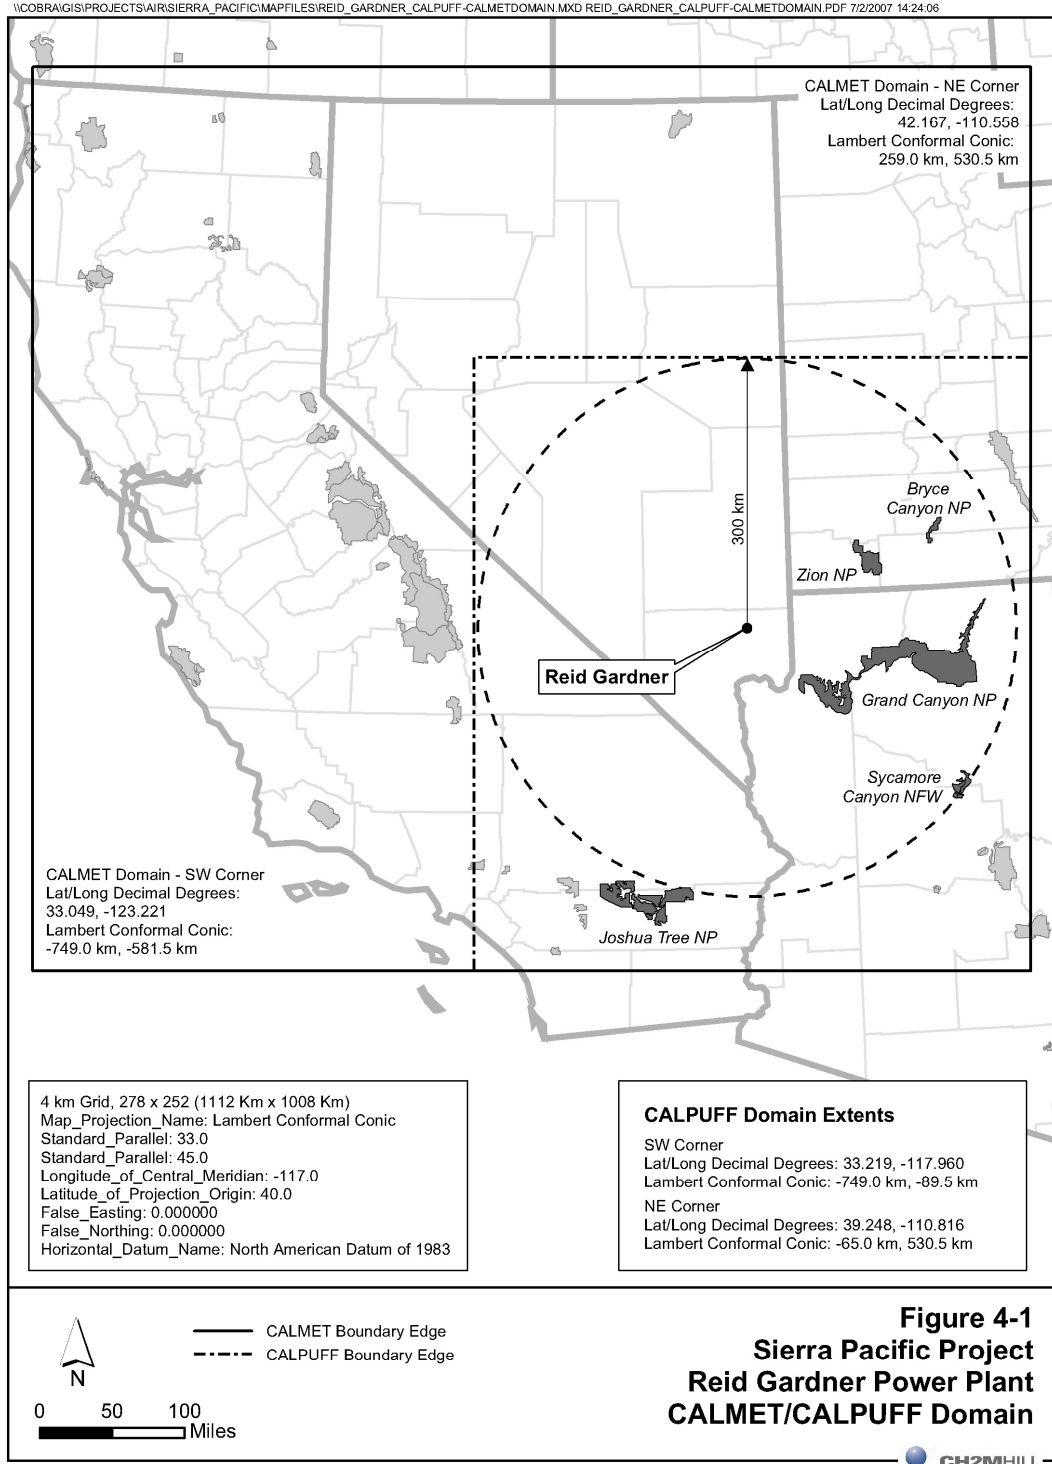 \\COBRA\GIS\PROJECTS\AIR\SIERRA_PACIFIC\MAPFILES\REID_GARDNER_CALPUFF-CALMETDOMAIN.MXD REID_GARDNER_CALPUFF-CALMETDOMAIN.PDF 7/2/2007 14:24:06
CALMET Domain - NE Corner
Lat/Long Decimal Degrees:
42.167, -110.558
Lambert Conformal Conic:
259.0 km, 530.5 km
300 km
Bryce
Canyon NP
Zion NP
Reid Gardner
Grand Canyon NP
Sycamore
Canyon NFW
Joshua Tree NP
CALMET Domain - SW Corner
Lat/Long Decimal Degrees:
33.049, -123.221
Lambert Conformal Conic:
-749.0 km, -581.5 km
4 km Grid, 278 x 252 (1112 Km x 1008 Km)
Map_Projection_Name: Lambert Conformal Conic
Standard_Parallel: 33.0
Standard_Parallel: 45.0
Longitude_of_Central_Meridian: -117.0
Latitude_of_Projection_Origin: 40.0
False_Easting: 0.000000
False_Northing: 0.000000
Horizontal_Datum_Name: North American Datum of 1983
CALPUFF Domain Extents
SW Corner
Lat/Long Decimal Degrees: 33.219, -117.960
Lambert Conformal Conic: -749.0 km, -89.5 km
NE Corner
Lat/Long Decimal Degrees: 39.248, -110.816
Lambert Conformal Conic: -65.0 km, 530.5 km
N
0 50 100
Miles
CALMET Boundary Edge
CALPUFF Boundary Edge
Figure 4-1
Sierra Pacific Project
Reid Gardner Power Plant
CALMET/CALPUFF Domain
CH2MHILL